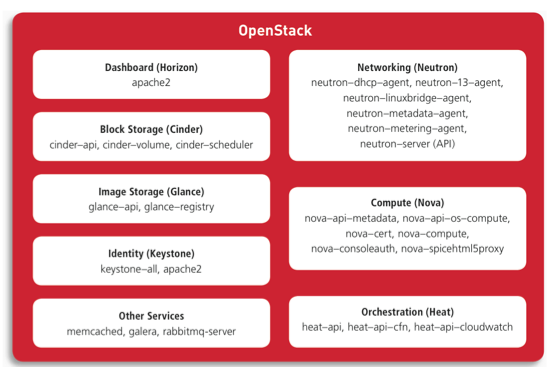 OpenStack
Dashboard (Horizon)
apache2
Block Storage (Cinder)
cinder–api, cinder–volume, cinder–scheduler
Image Storage (Glance)
glance–api, glance–registry
Identity (Keystone)
keystone–all, apache2
Other Services
memcached, galera, rabbitmq-server
Networking (Neutron)
neutron–dhcp–agent, neutron–13–agent,
neutron–linuxbridge–agent,
neutron–metadata–agent,
neutron–metering–agent,
neutron–server (API)
Compute (Nova)
nova–api–metadata, nova–api–os–compute,
nova–cert, nova–compute,
nova–consoleauth, nova–spicehtml5proxy
Orchestration (Heat)
heat–api, heat–api–cfn, heat–api–cloudwatch